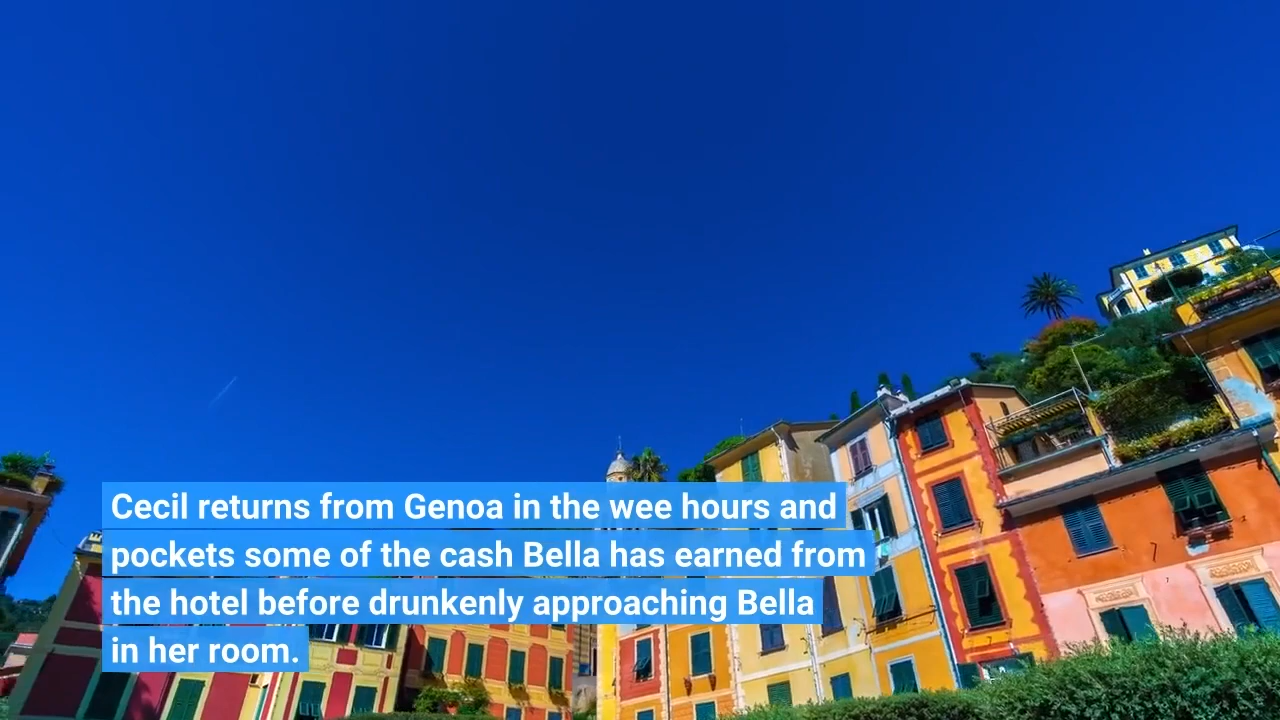 Cecil returns from Genoa in the wee hours and
pockets some of the cash Bella has earned from
the hotel before drunkenly approaching Bella
in her room.